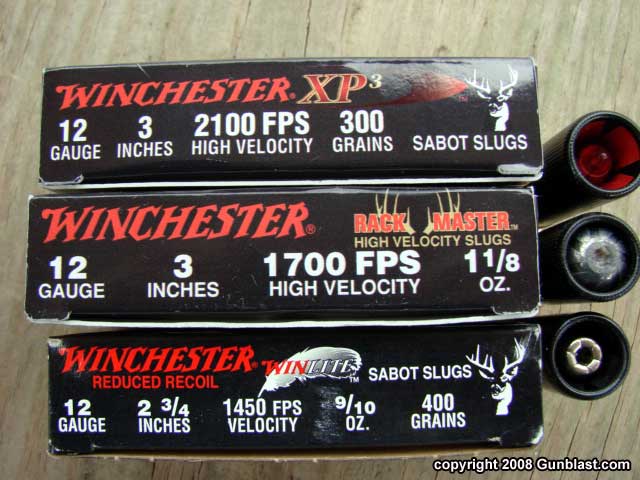 WINCHESTER® XP³
12 3 2100 FPS 300
GAUGE INCHES HIGH VELOCITY GRAINS SABOT SLUGS
WINCHESTER® RACK MASTER™
HIGH VELOCITY SLUGS
12 3 1700 FPS 1 1/8
GAUGE INCHES HIGH VELOCITY OZ.
WINCHESTER® WINLITE™ SABOT SLUGS
REDUCED RECOIL
12 2 3/4 1450 FPS 9/10 400
GAUGE INCHES VELOCITY OZ. GRAINS
copyright 2008 Gunblast.com